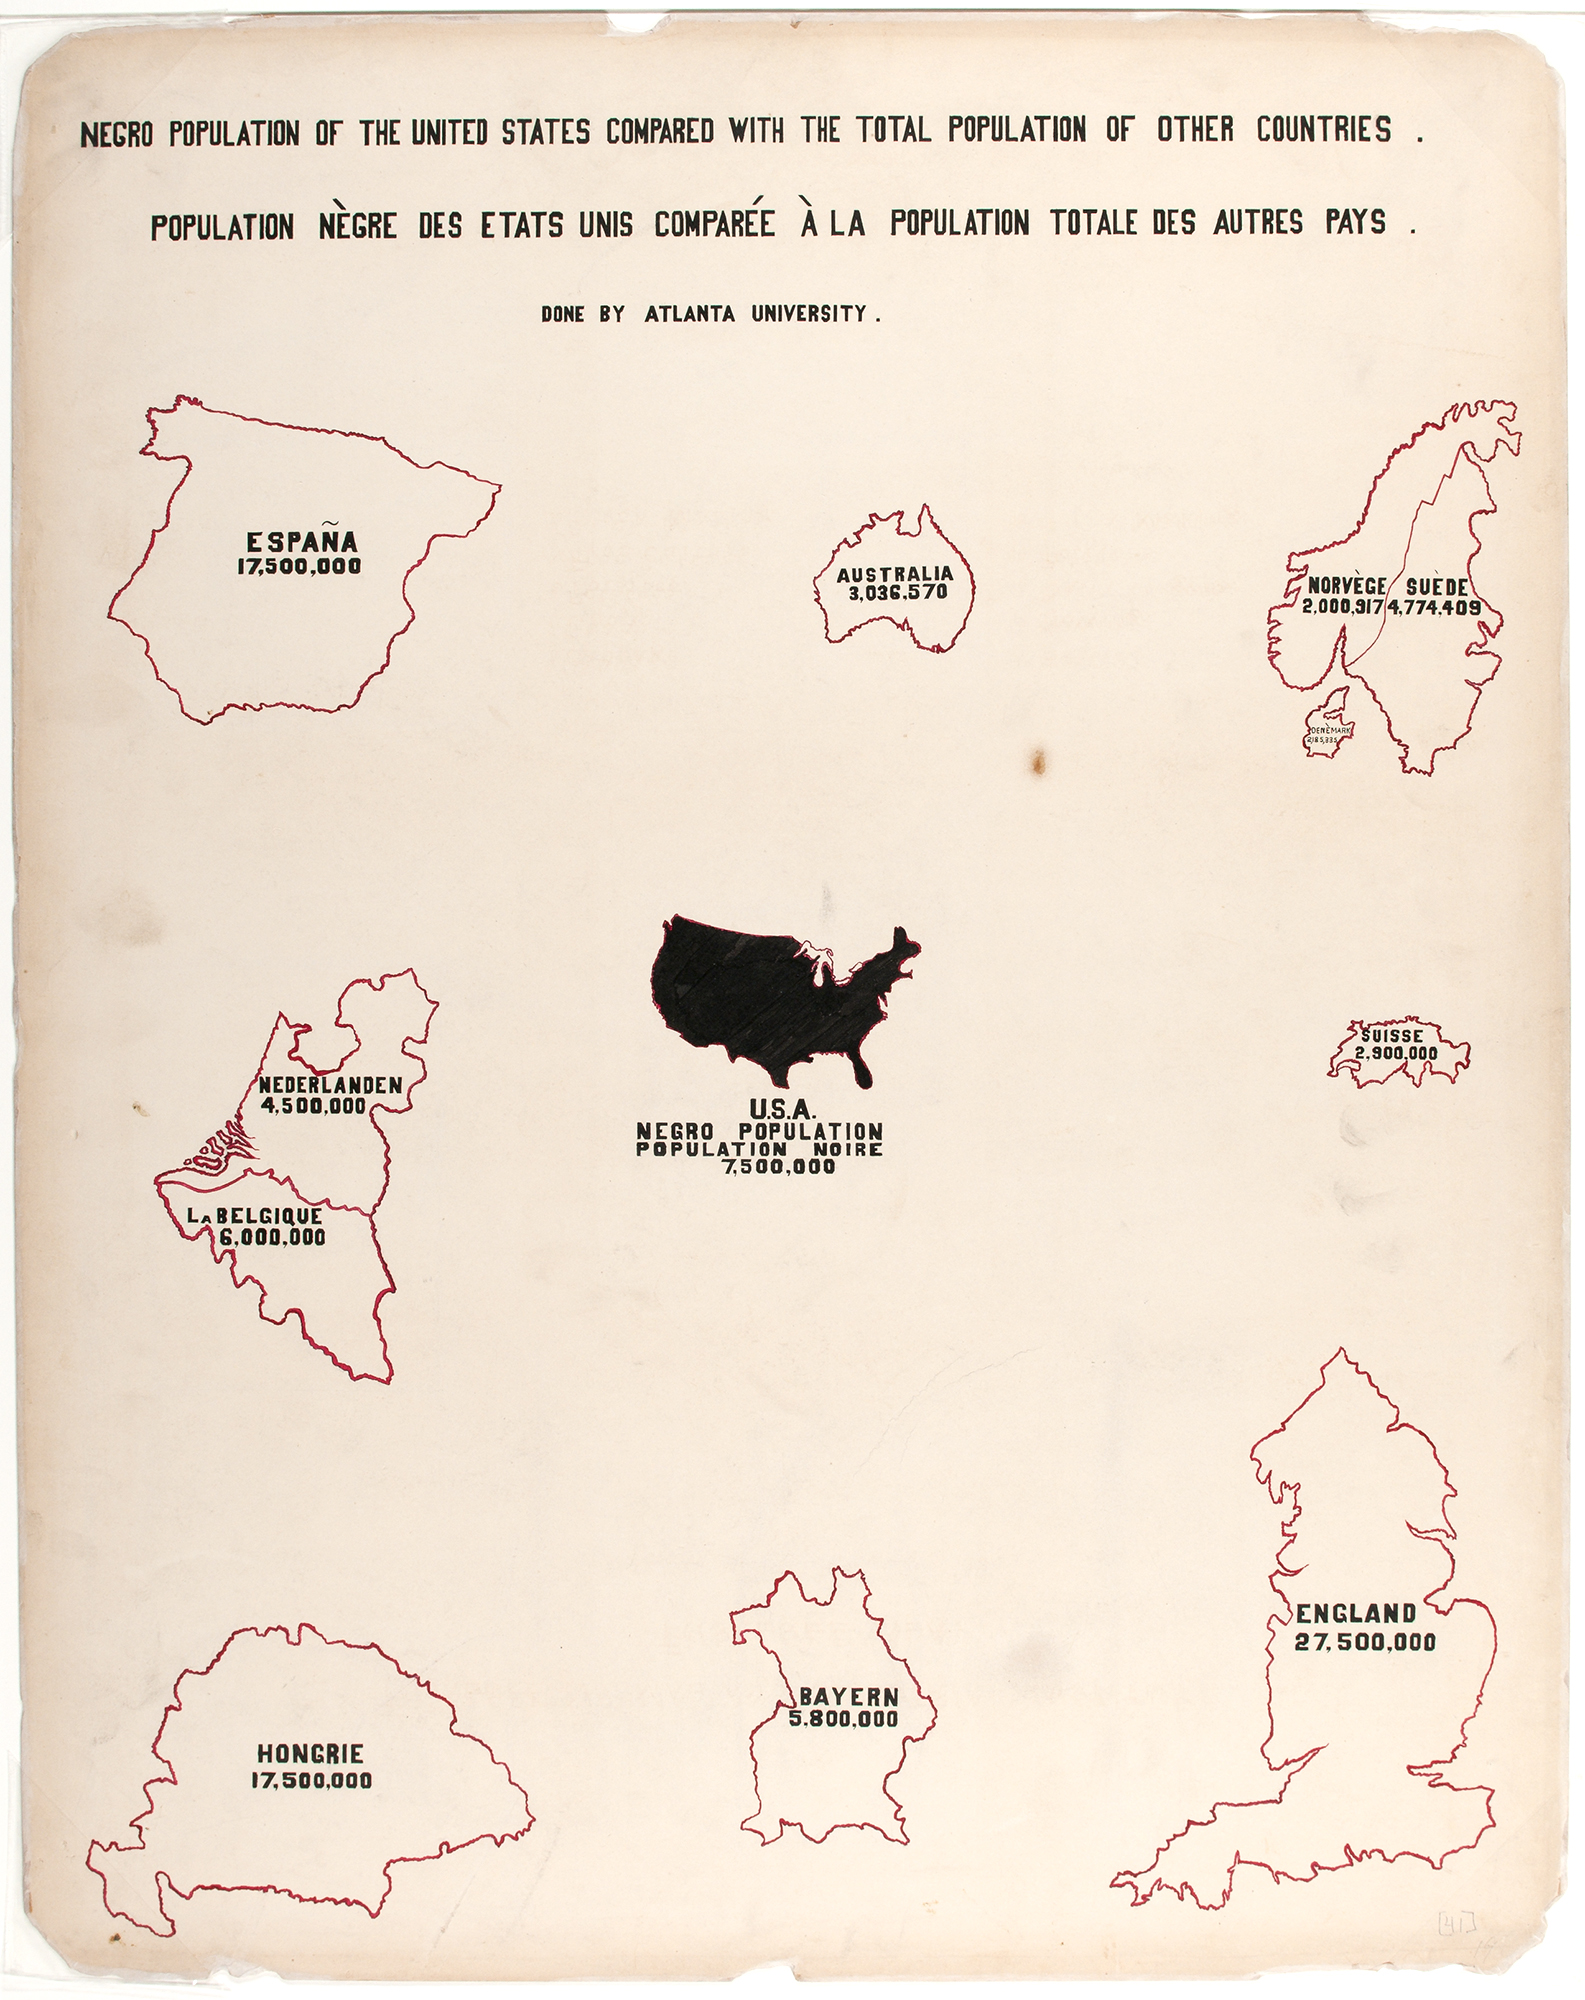 NEGRO POPULATION OF THE UNITED STATES COMPARED WITH THE TOTAL POPULATION OF OTHER COUNTRIES .
POPULATION NÈGRE DES ETATS UNIS COMPARÉE À LA POPULATION TOTALE DES AUTRES PAYS .
DONE BY ATLANTA UNIVERSITY .
ESPAÑA
17,500,000
AUSTRALIA
3,036,570
NORVÈGE
2,000,917
SUÈDE
4,774,409
DENÈMARK
2185,335
NEDERLANDEN
4,500,000
LA BELGIQUE
6,000,000
U.S.A.
NEGRO POPULATION
POPULATION NOIRE
7,500,000
SUISSE
2,900,000
HONGRIE
17,500,000
BAYERN
5,800,000
ENGLAND
27,500,000
[41]